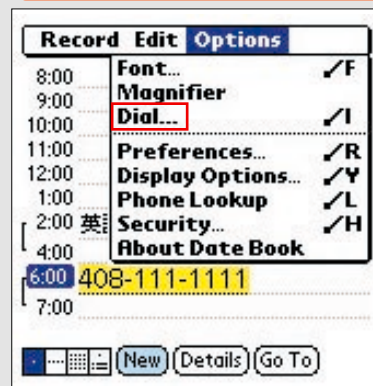 Record Edit Options
Font... ⁄F
Magnifier
Dial... ⁄I
Preferences... ⁄R
Display Options... ⁄Y
Phone Lookup ⁄L
Security... ⁄H
About Date Book
8:00
9:00
10:00
11:00
12:00
1:00
2:00 英
4:00
6:00 408-111-1111
7:00
New Details Go To